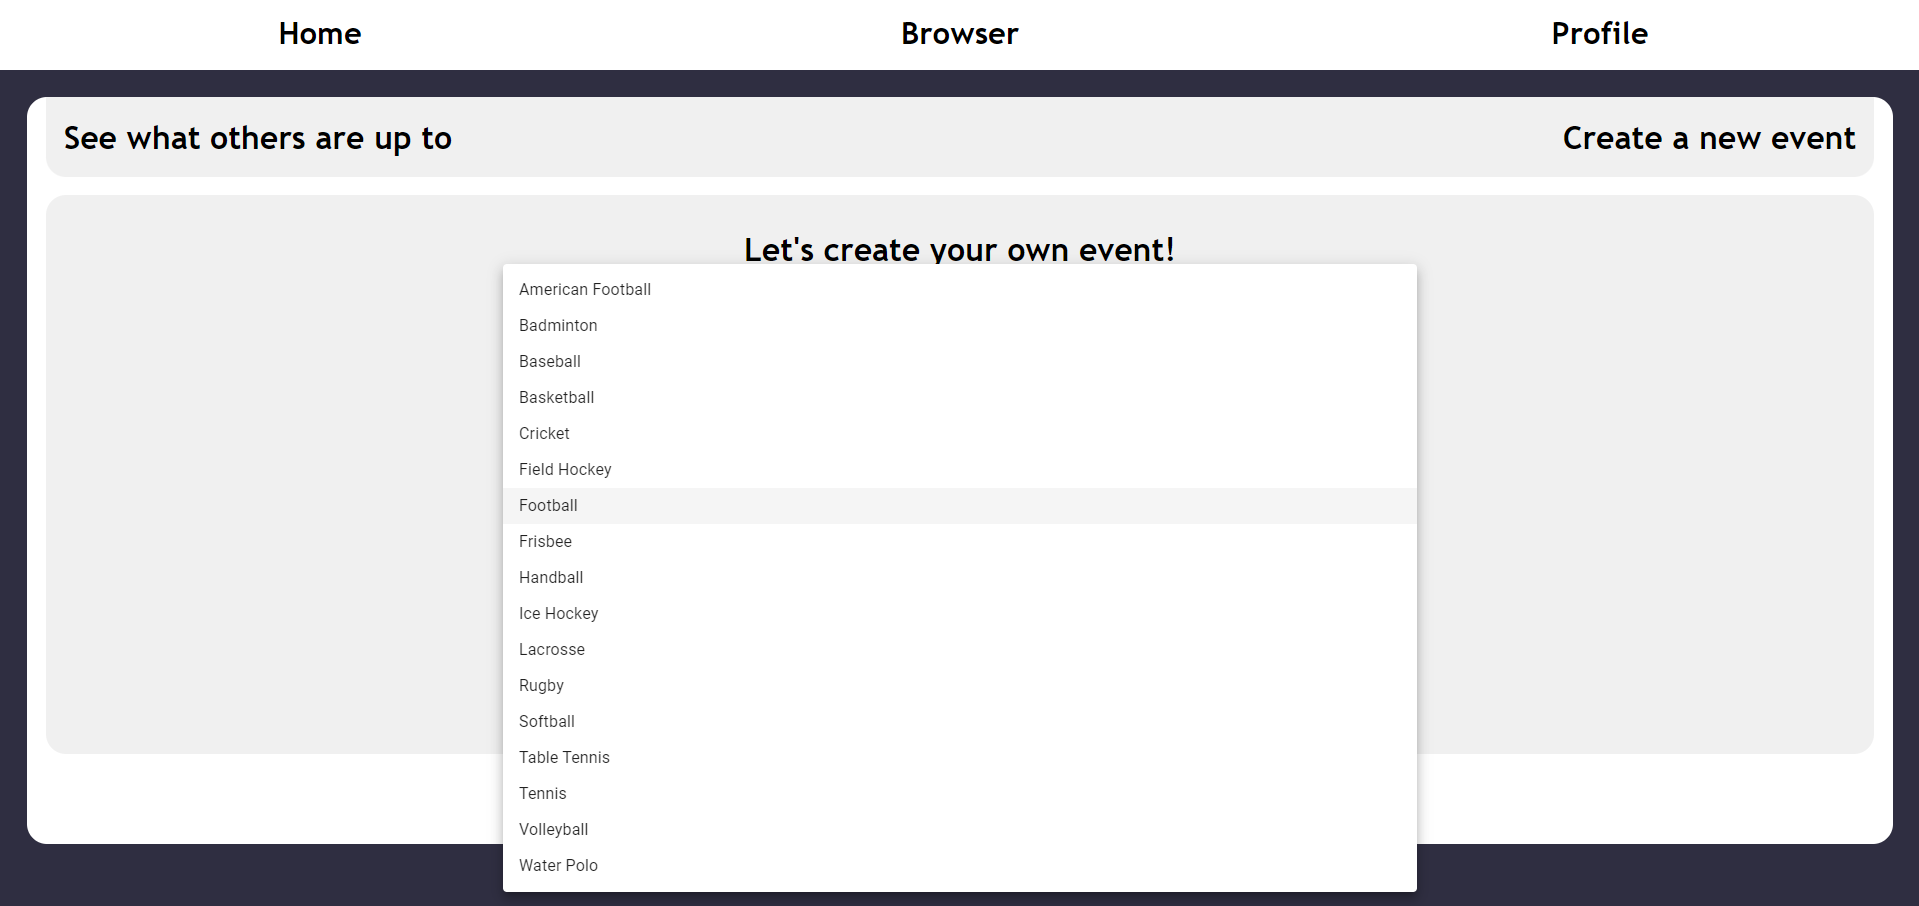 Home
Browser
Profile
See what others are up to
Create a new event
Let's create your own event!
American Football
Badminton
Baseball
Basketball
Cricket
Field Hockey
Football
Frisbee
Handball
Ice Hockey
Lacrosse
Rugby
Softball
Table Tennis
Tennis
Volleyball
Water Polo